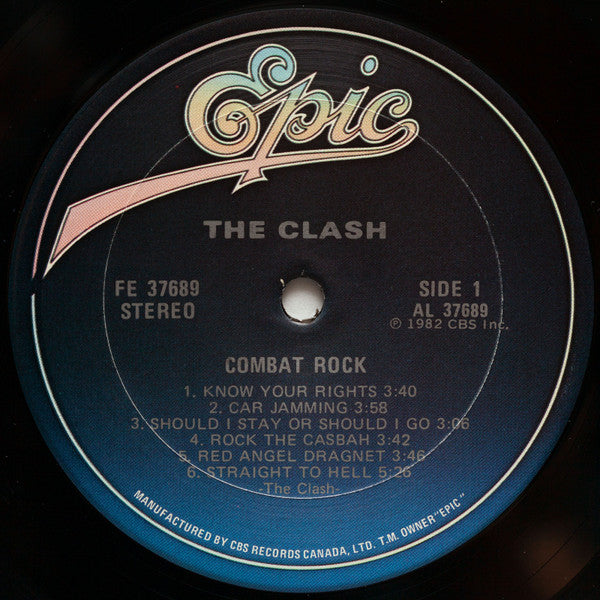 Epic
THE CLASH
FE 37689
STEREO
SIDE 1
AL 37689
℗ 1982 CBS Inc.
COMBAT ROCK
1. KNOW YOUR RIGHTS 3:40
2. CAR JAMMING 3:58
3. SHOULD I STAY OR SHOULD I GO 3:06
4. ROCK THE CASBAH 3:42
5. RED ANGEL DRAGNET 3:46
6. STRAIGHT TO HELL 5:26
-The Clash-
MANUFACTURED BY CBS RECORDS CANADA, LTD. T.M. OWNER "EPIC"